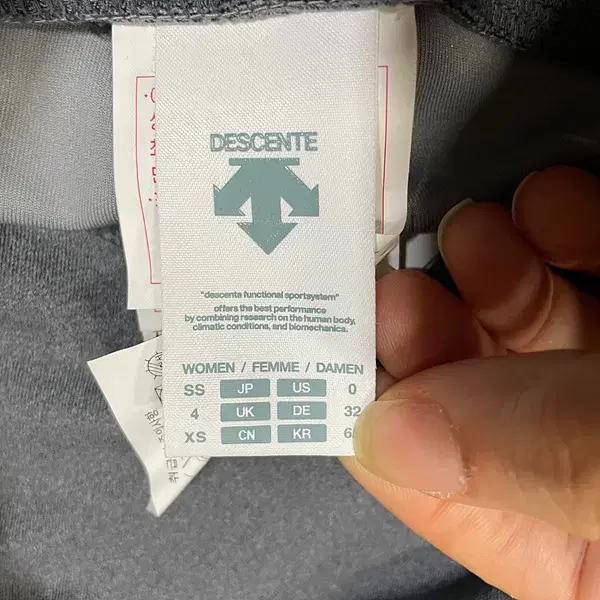 DESCENTE
"descente functional sportsystem"
offers the best performance
by combining research on the human body,
climatic conditions, and biomechanics.
WOMEN / FEMME / DAMEN
SS JP US 0
4 UK DE 32
XS CN KR